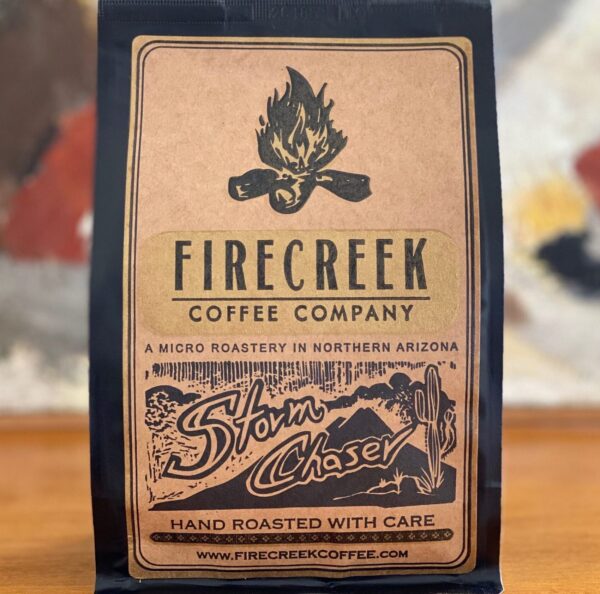 FIRECREEK
COFFEE COMPANY
A MICRO ROASTERY IN NORTHERN ARIZONA
Storm
Chaser
HAND ROASTED WITH CARE
WWW.FIRECREEKCOFFEE.COM